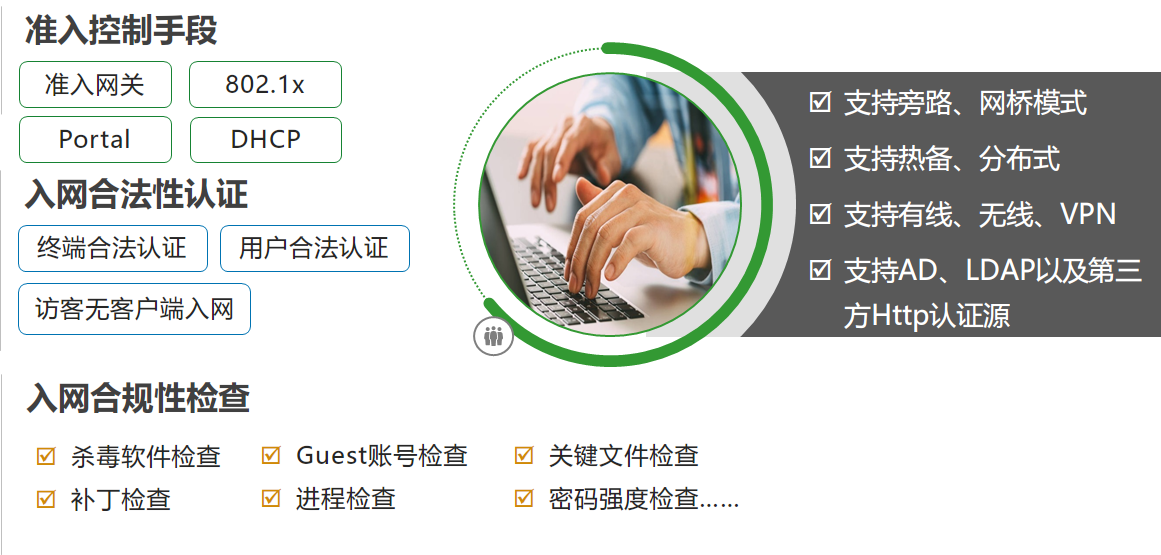 准入控制手段
准入网关
802.1x
Portal
DHCP
入网合法性认证
终端合法认证
用户合法认证
访客无客户端入网
支持旁路、网桥模式
支持热备、分布式
支持有线、无线、VPN
支持AD、LDAP以及第三
方Http认证源
入网合规性检查
杀毒软件检查
Guest账号检查
关键文件检查
补丁检查
进程检查
密码强度检查......